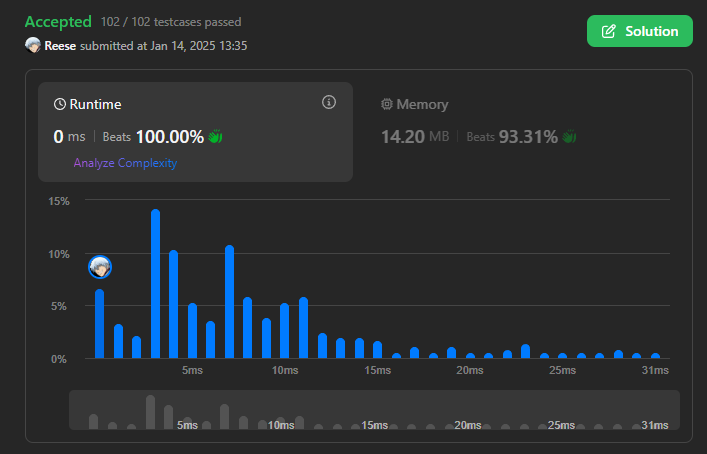 Accepted 102 / 102 testcases passed
Solution
Reese submitted at Jan 14, 2025 13:35
Runtime
0 ms Beats 100.00%
Analyze Complexity
Memory
14.20 MB Beats 93.31%
15%
10%
5%
0%
5ms 10ms 15ms 20ms 25ms 31ms
5ms 10ms 15ms 20ms 25ms 31ms